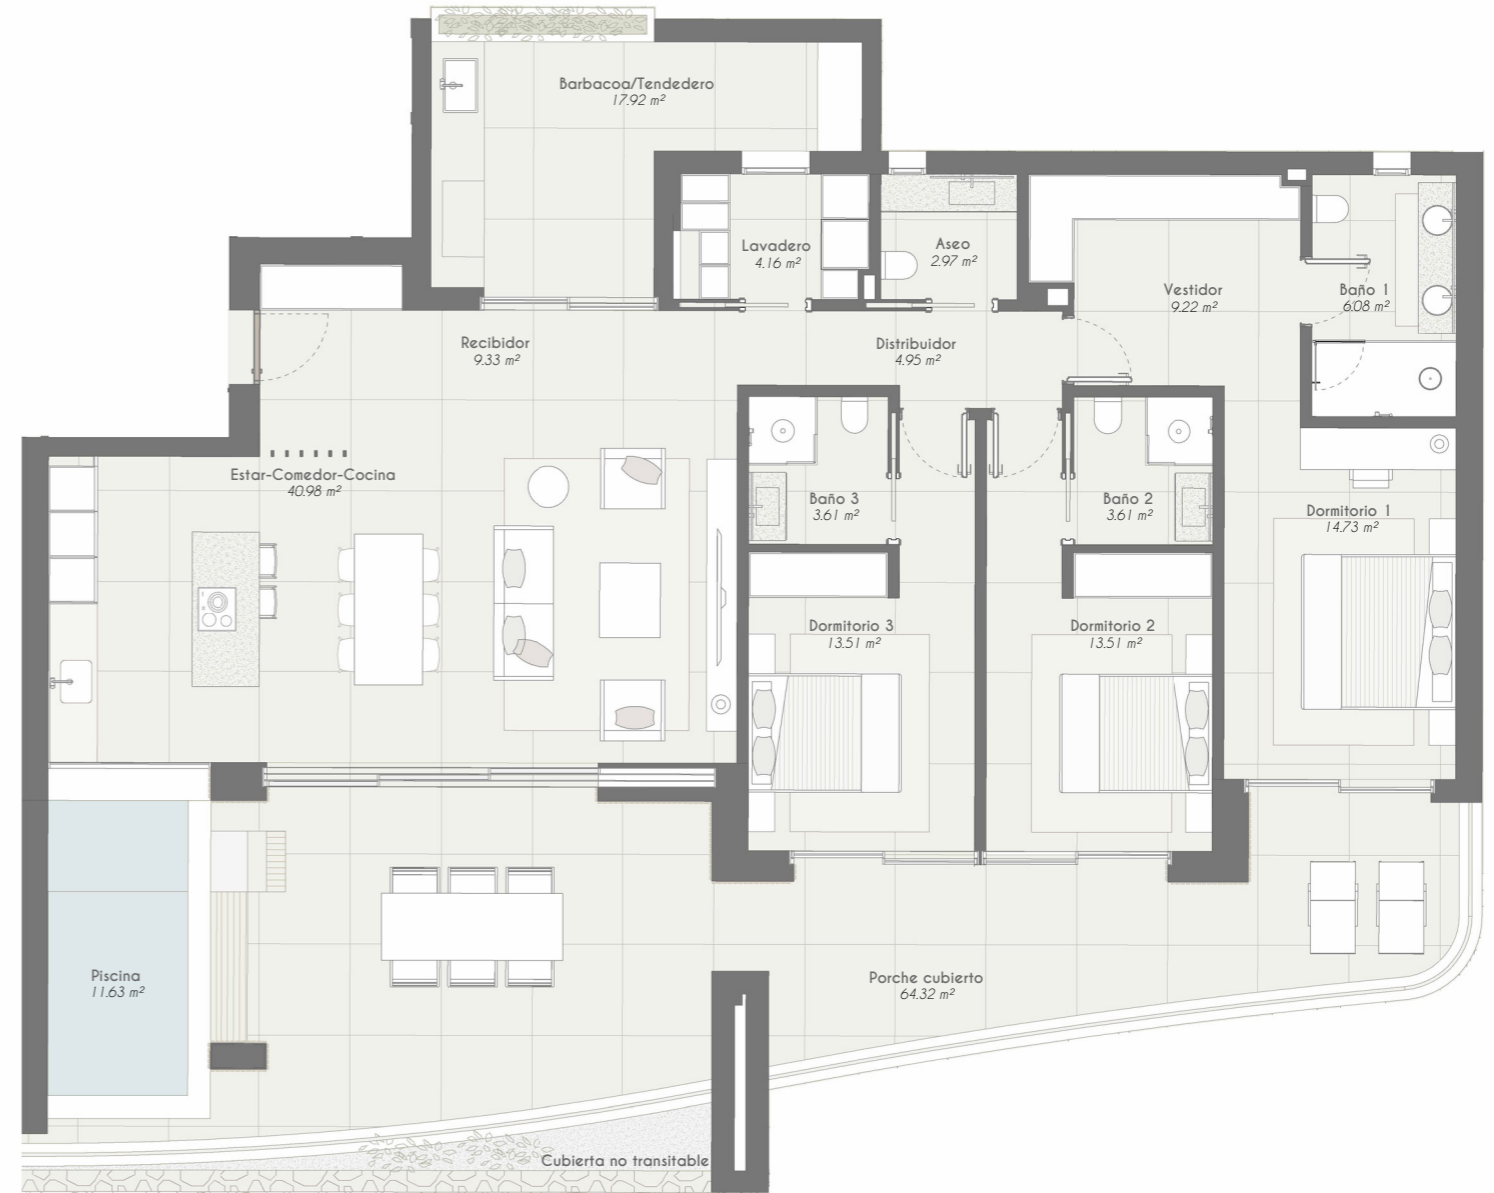 Barbacoa/Tendedero
17.92 m²
Lavadero
4.16 m²
Aseo
2.97 m²
Vestidor
9.22 m²
Baño 1
6.08 m²
Recibidor
9.33 m²
Distribuidor
4.95 m²
Estar-Comedor-Cocina
40.98 m²
Baño 3
3.61 m²
Baño 2
3.61 m²
Dormitorio 1
14.73 m²
Dormitorio 3
13.51 m²
Dormitorio 2
13.51 m²
Piscina
11.63 m²
Porche cubierto
64.32 m²
Cubierta no transitable